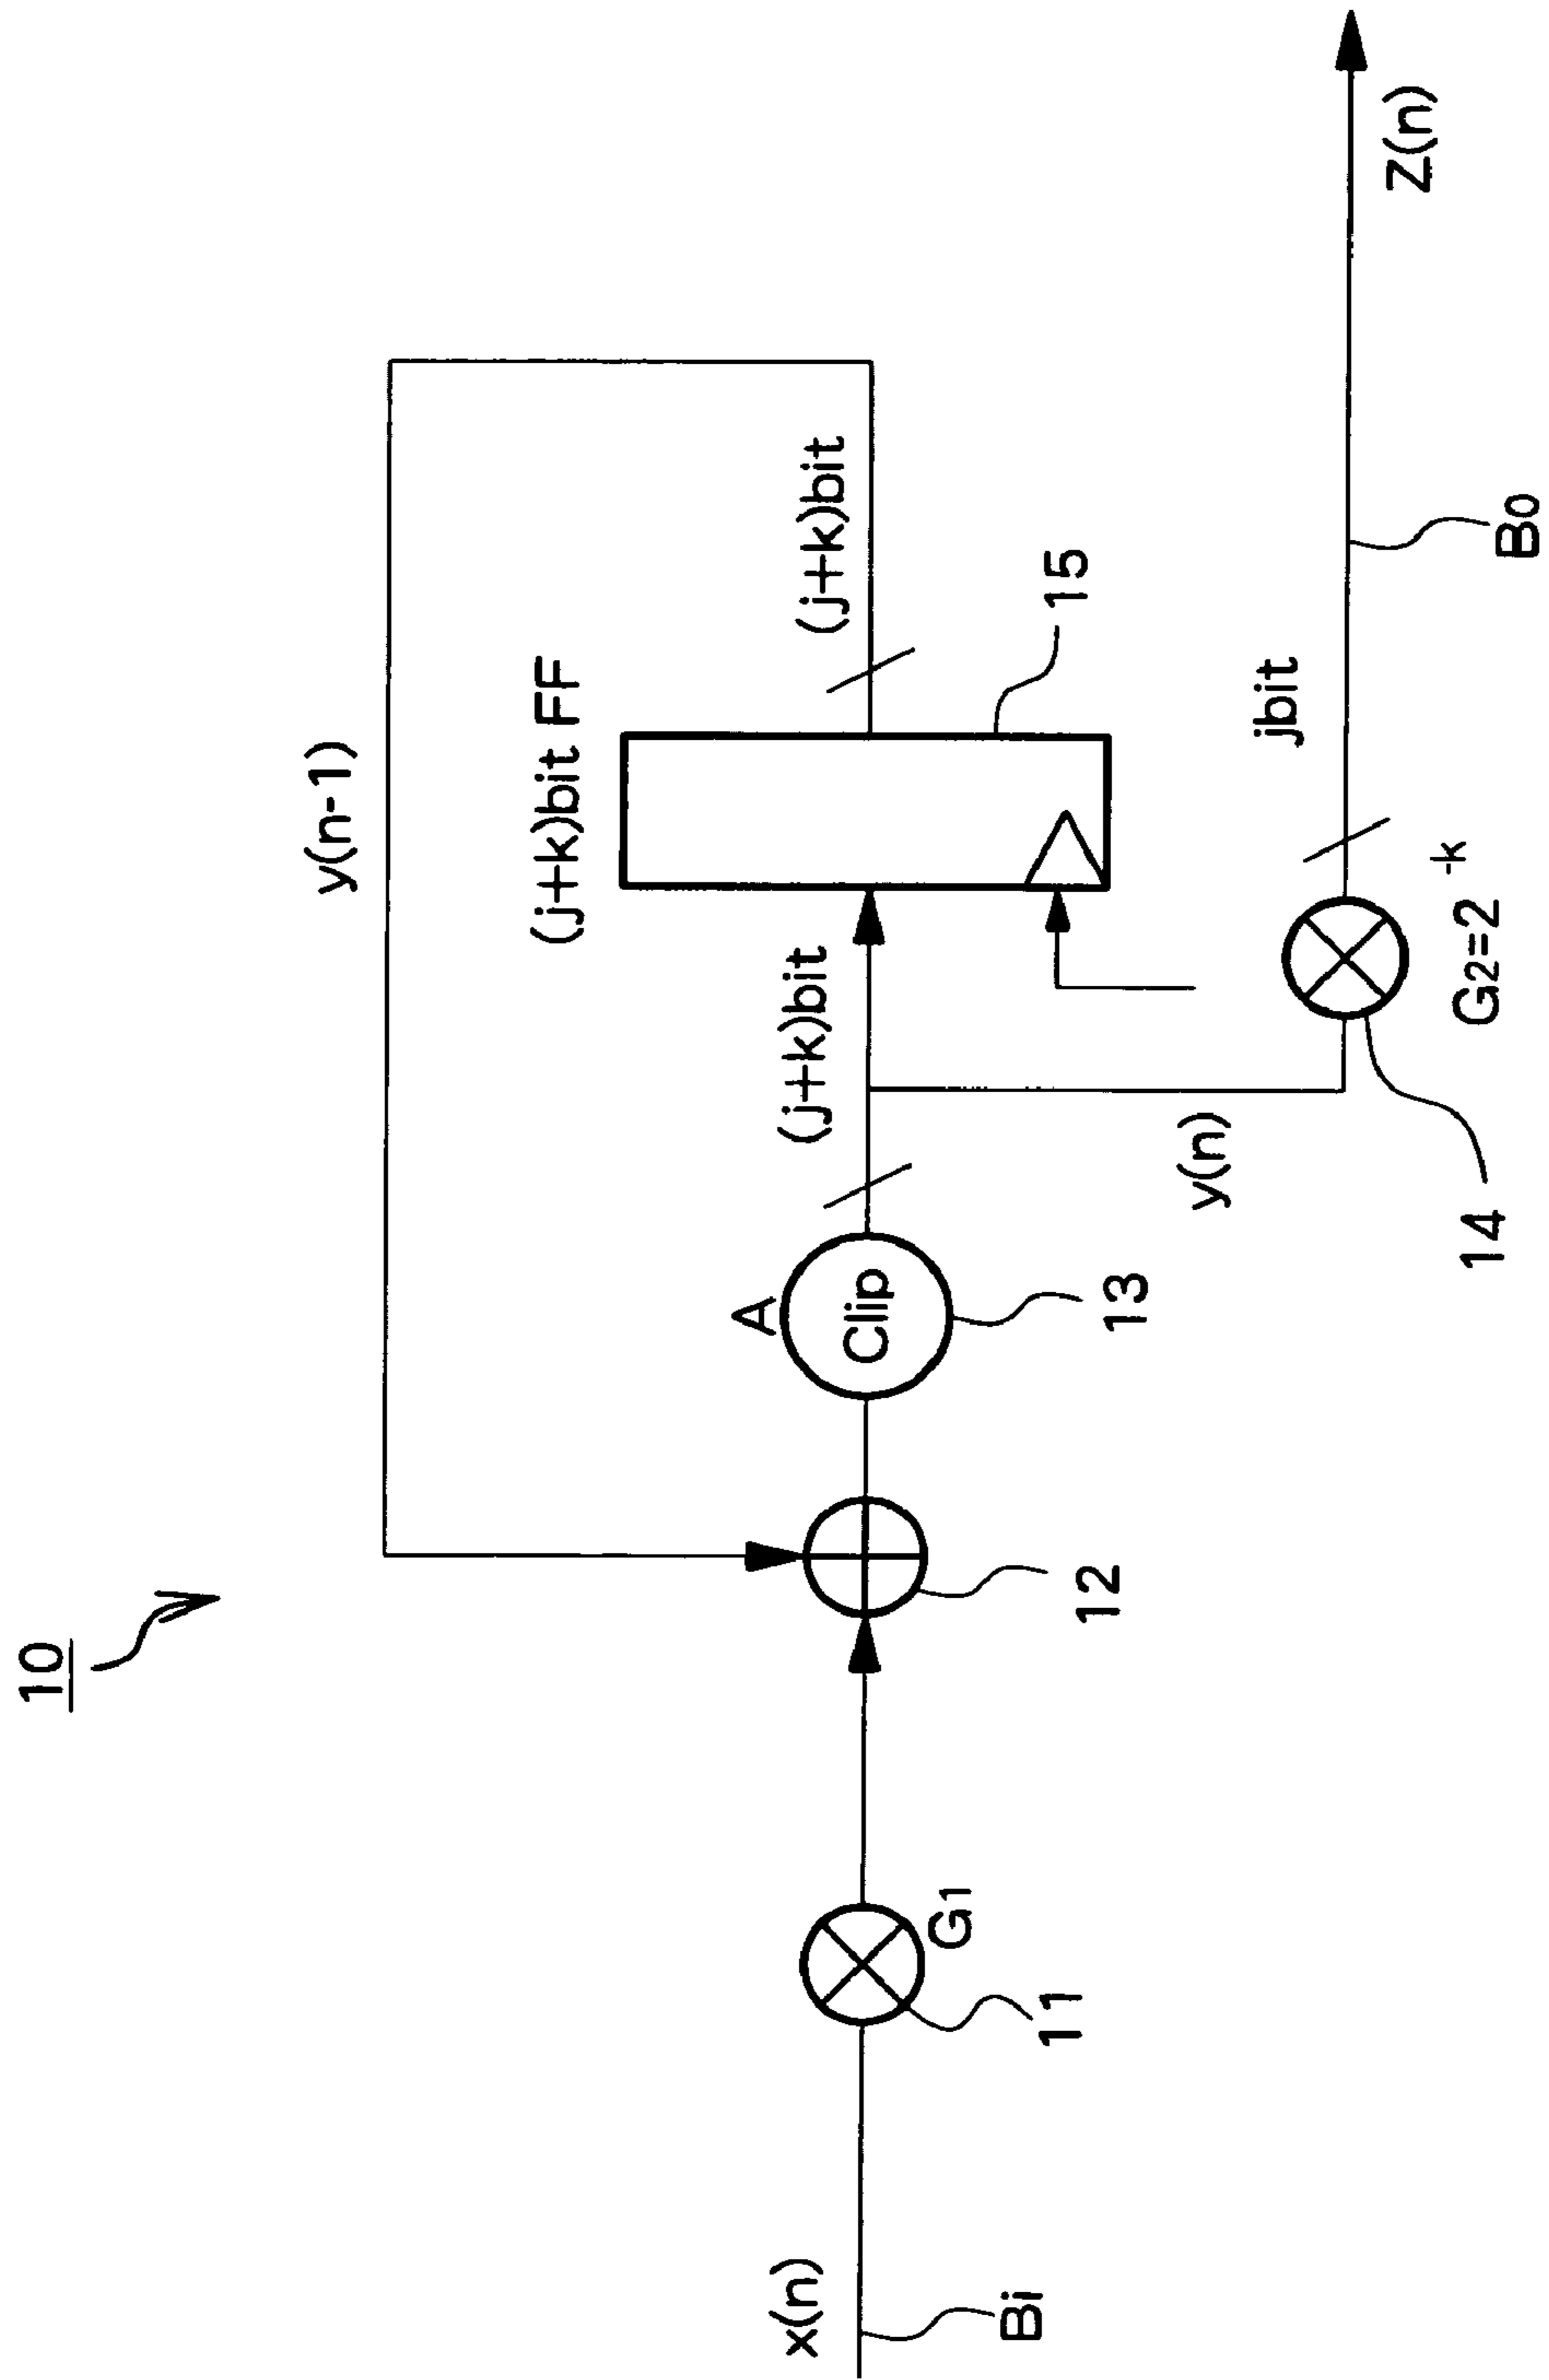 10
y(n-1)
(j+k)bit FF
x(n)
Bi
G1
11
12
A
Clip
13
(j+k)bit
(j+k)bit
15
y(n)
14
G2=2-k
jbit
Bo
Z(n)